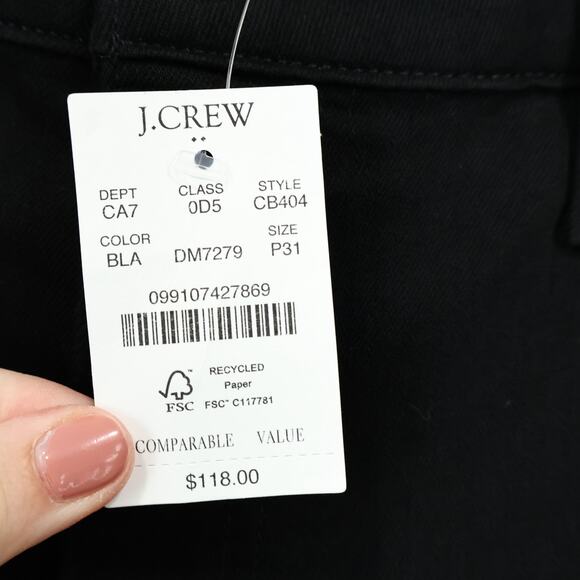 J.CREW
DEPT CLASS STYLE
CA7 0D5 CB404
COLOR SIZE
BLA DM7279 P31
099107427869
RECYCLED
Paper
FSC FSC™ C117781
COMPARABLE VALUE
$118.00